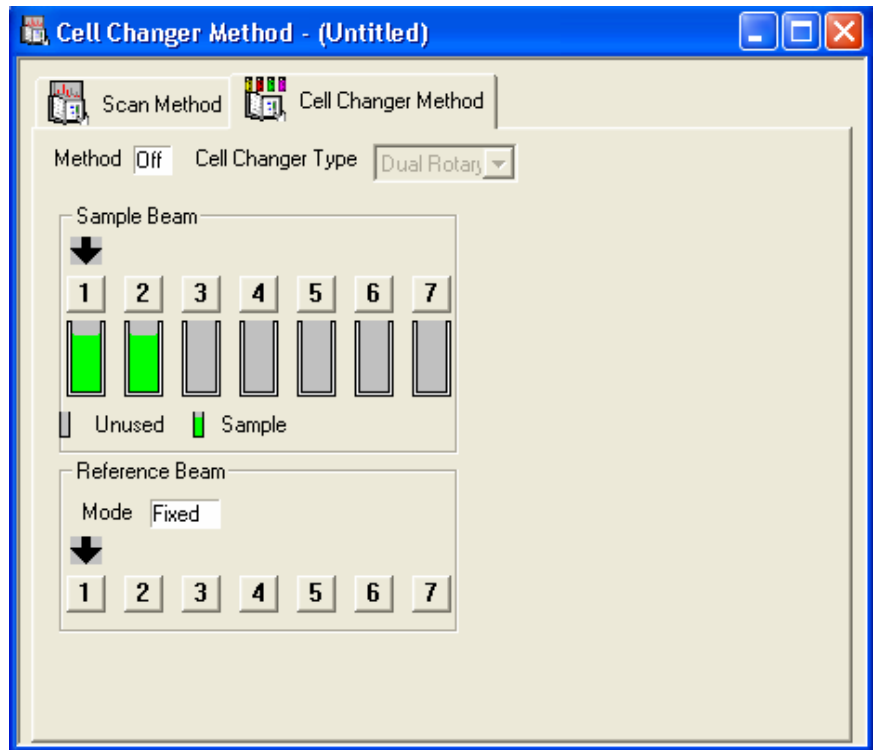 Cell Changer Method - (Untitled)
Scan Method Cell Changer Method
Method Off Cell Changer Type Dual Rotary
Sample Beam
1 2 3 4 5 6 7
Unused Sample
Reference Beam
Mode Fixed
1 2 3 4 5 6 7